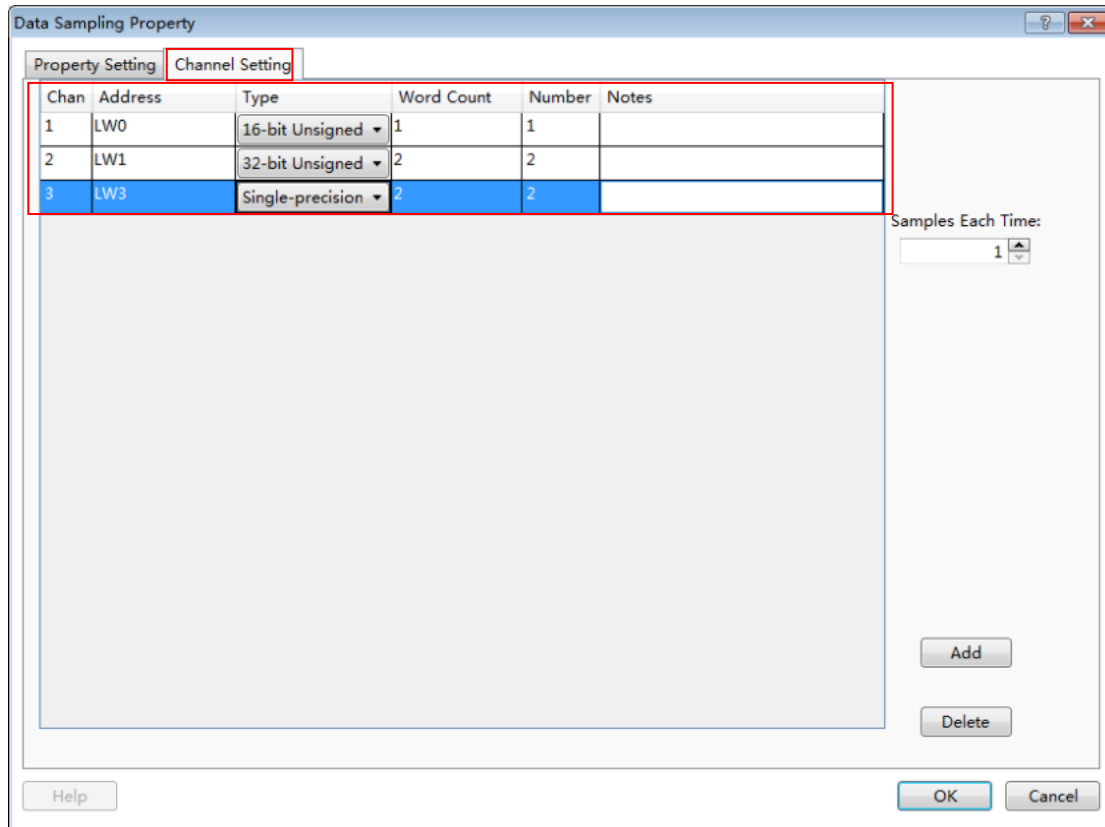 Data Sampling Property
Property Setting Channel Setting
Chan Address Type Word Count Number Notes
1 LW0 16-bit Unsigned 1 1
2 LW1 32-bit Unsigned 2 2
3 LW3 Single-precision 2 2
Samples Each Time:
1
Add
Delete
Help OK Cancel